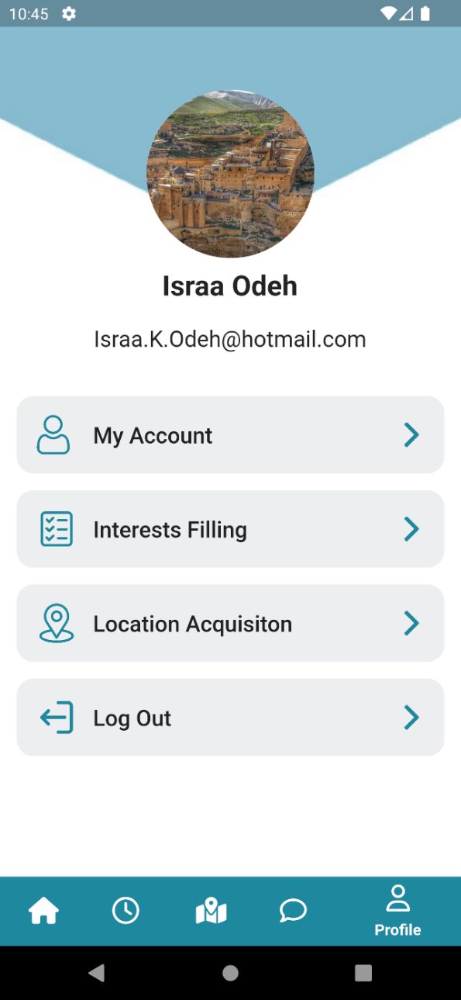 10:45
Israa Odeh
Israa.K.Odeh@hotmail.com
My Account
Interests Filling
Location Acquisiton
Log Out
Profile